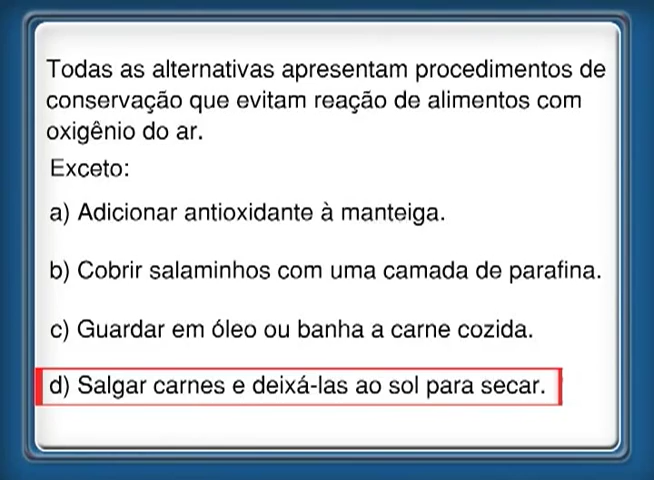 Todas as alternativas apresentam procedimentos de
conservação que evitam reação de alimentos com
oxigênio do ar.
Exceto:
a) Adicionar antioxidante à manteiga.
b) Cobrir salaminhos com uma camada de parafina.
c) Guardar em óleo ou banha a carne cozida.
d) Salgar carnes e deixá-las ao sol para secar.